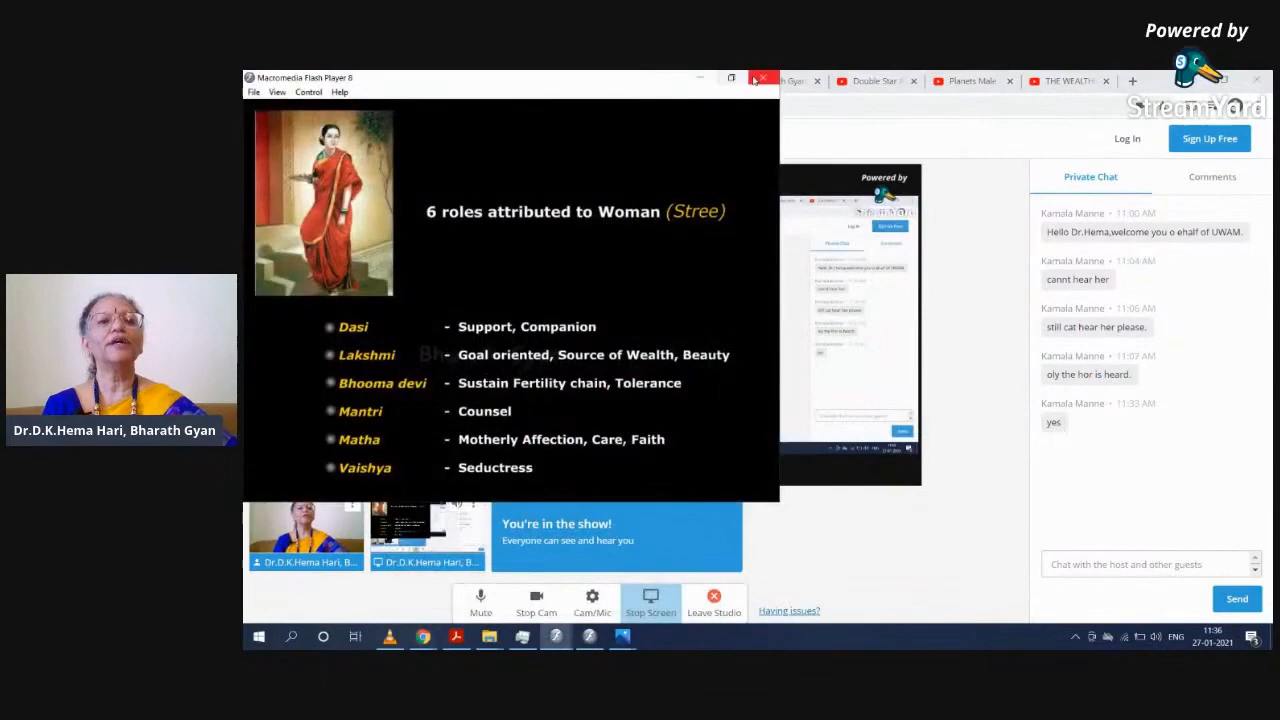 Powered by
StreamYard
Macromedia Flash Player 8
File View Control Help
Double Star
Planets Male
THE WEALTH
Log In
Sign Up Free
Powered by
Private Chat
Comments
6 roles attributed to Woman (Stree)
Dasi - Support, Companion
Lakshmi - Goal oriented, Source of Wealth, Beauty
Bhooma devi - Sustain Fertility chain, Tolerance
Mantri - Counsel
Matha - Motherly Affection, Care, Faith
Vaishya - Seductress
Dr.D.K.Hema Hari, Bharath Gyan
Kamala Manne • 11:00 AM
Hello Dr.Hema,welcome you o ehalf of UWAM.
Kamala Manne • 11:04 AM
cannt hear her
Kamala Manne • 11:06 AM
still cat hear her please.
Kamala Manne • 11:07 AM
oly the hor is heard.
Kamala Manne • 11:33 AM
yes
Dr.D.K.Hema Hari, B...
Dr.D.K.Hema Hari, B...
You're in the show!
Everyone can see and hear you
Chat with the host and other guests
Send
Mute
Stop Cam
Cam/Mic
Stop Screen
Leave Studio
Having issues?
ENG
11:36
27-01-2021